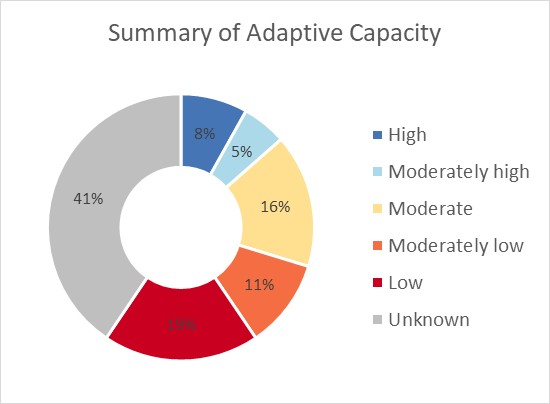 Summary of Adaptive Capacity
8%
5%
16%
11%
19%
41%
High
Moderately high
Moderate
Moderately low
Low
Unknown